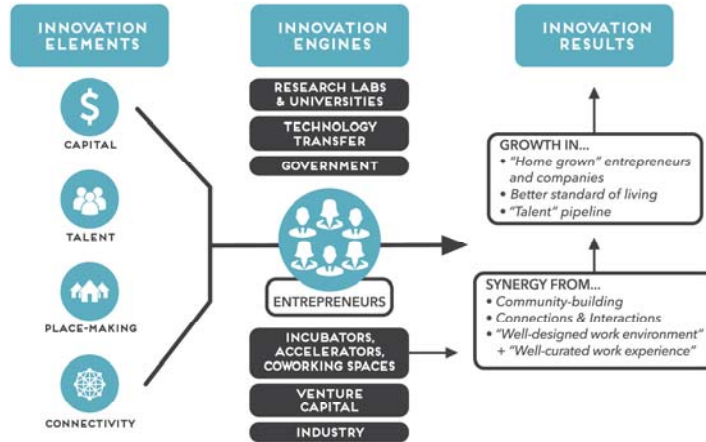 INNOVATION
ELEMENTS
$
CAPITAL
TALENT
PLACE-MAKING
CONNECTIVITY
INNOVATION
ENGINES
RESEARCH LABS
& UNIVERSITIES
TECHNOLOGY
TRANSFER
GOVERNMENT
ENTREPRENEURS
INCUBATORS,
ACCELERATORS,
COWORKING SPACES
VENTURE
CAPITAL
INDUSTRY
INNOVATION
RESULTS
GROWTH IN...
• "Home grown" entrepreneurs
and companies
• Better standard of living
• "Talent" pipeline
SYNERGY FROM...
• Community-building
• Connections & Interactions
• "Well-designed work environment"
+ "Well-curated work experience"